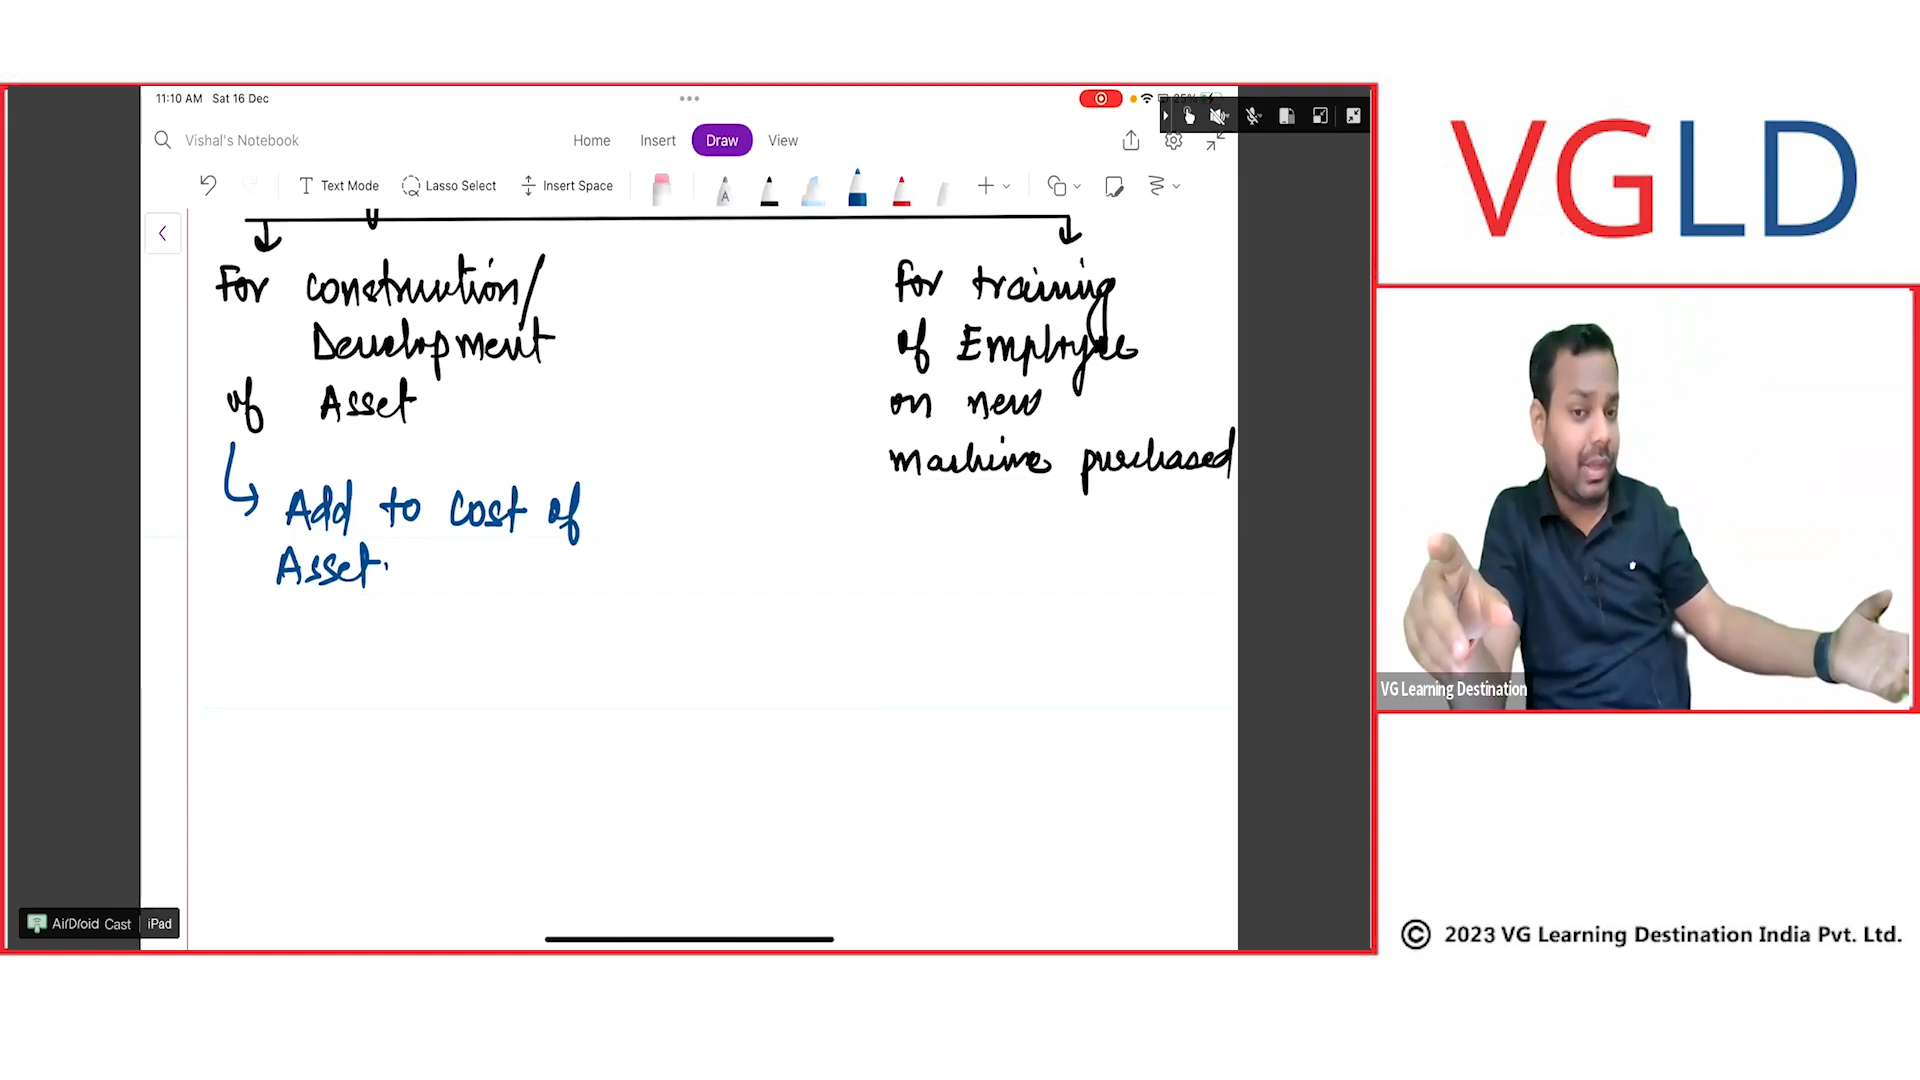 11:10 AM Sat 16 Dec
25%
Vishal's Notebook
Home Insert Draw View
Text Mode Lasso Select Insert Space
For construction/
Development
of Asset
Add to cost of
Asset.
for training
of Employee
on new
machine purchased
VGLD
VG Learning Destination
AirDroid Cast iPad
© 2023 VG Learning Destination India Pvt. Ltd.